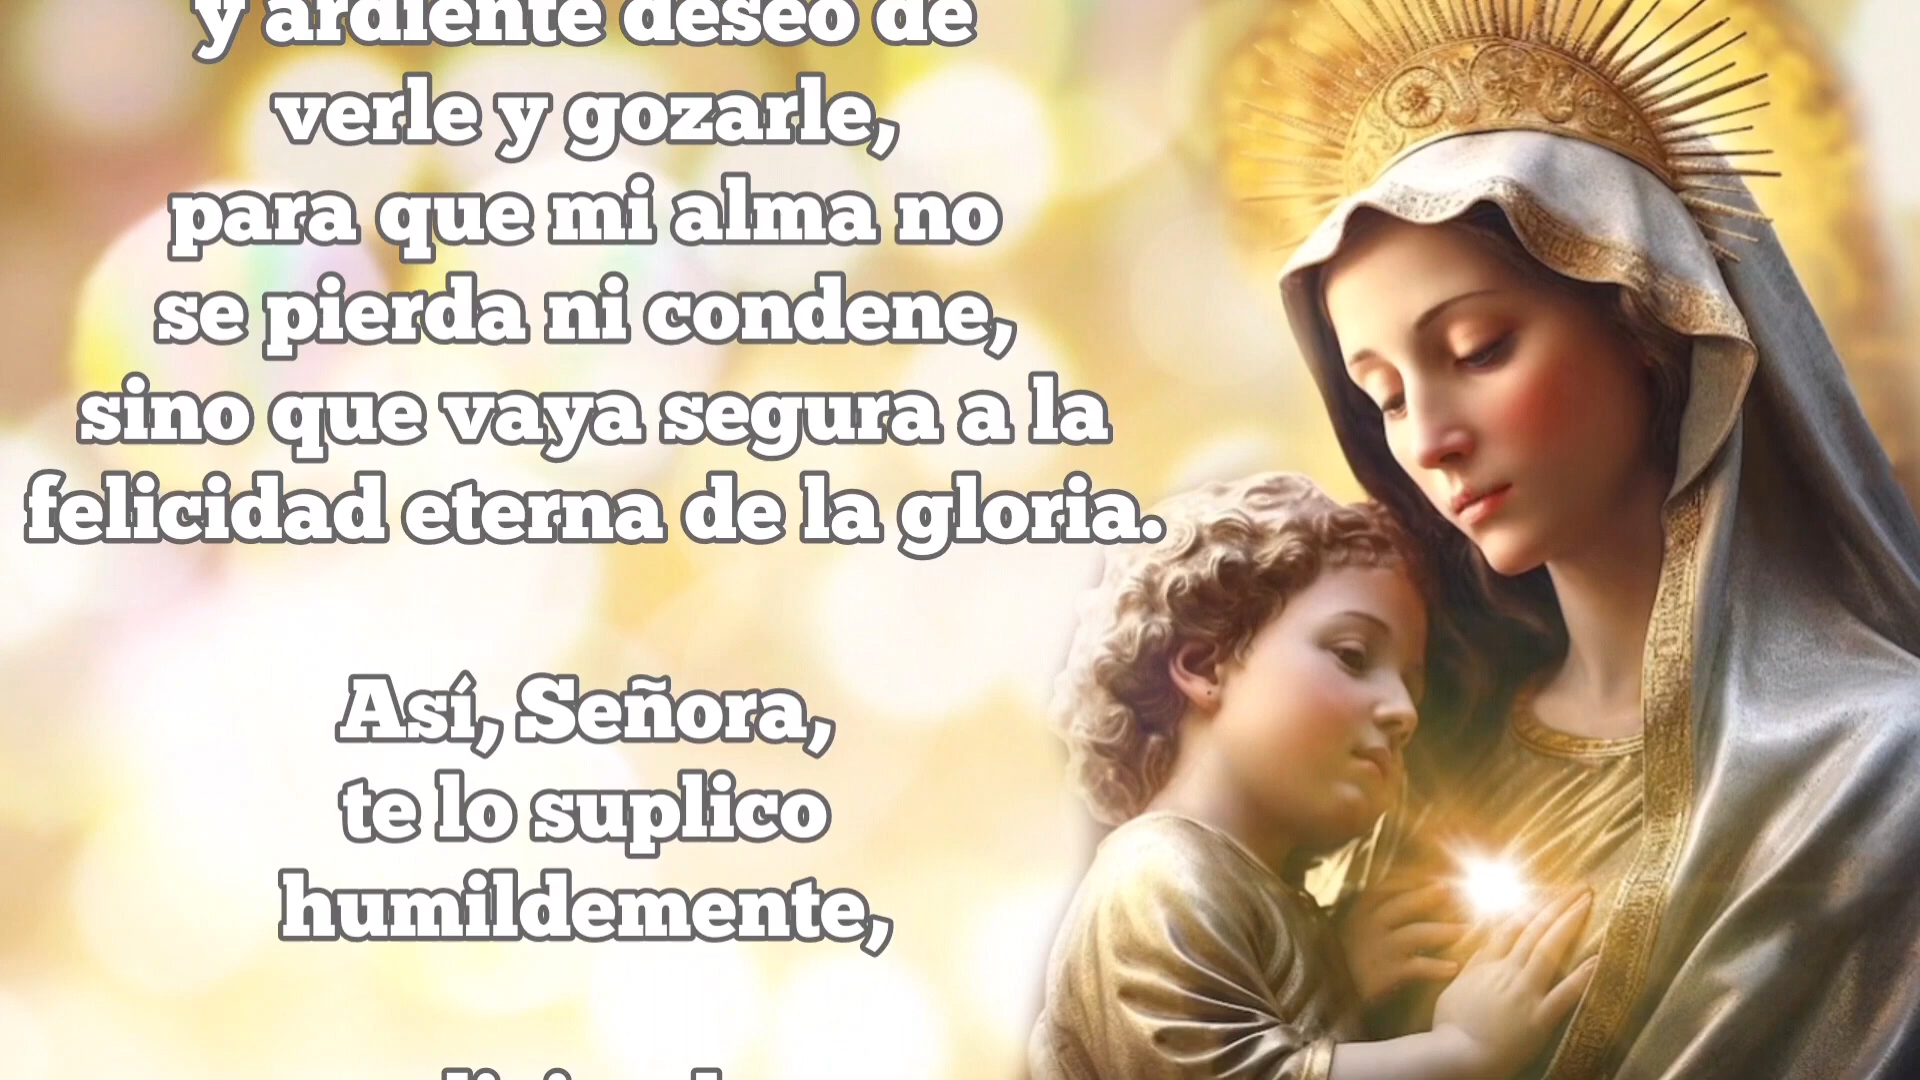 y ardiente deseo de
verle y gozarle,
para que mi alma no
se pierda ni condene,
sino que vaya segura a la
felicidad eterna de la gloria.
Así, Señora,
te lo suplico
humildemente,